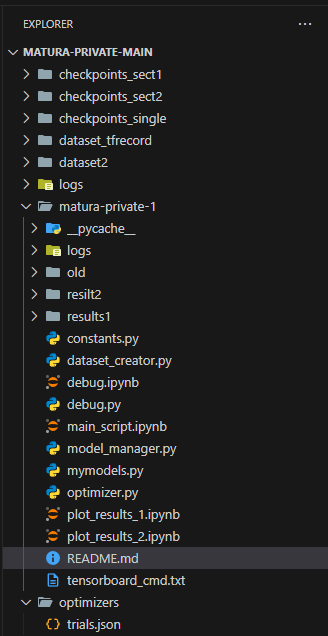 EXPLORER
MATURA-PRIVATE-MAIN
checkpoints_sect1
checkpoints_sect2
checkpoints_single
dataset_tfrecord
dataset2
logs
matura-private-1
__pycache__
logs
old
resilt2
results1
constants.py
dataset_creator.py
debug.ipynb
debug.py
main_script.ipynb
model_manager.py
mymodels.py
optimizer.py
plot_results_1.ipynb
plot_results_2.ipynb
README.md
tensorboard_cmd.txt
optimizers
trials.json